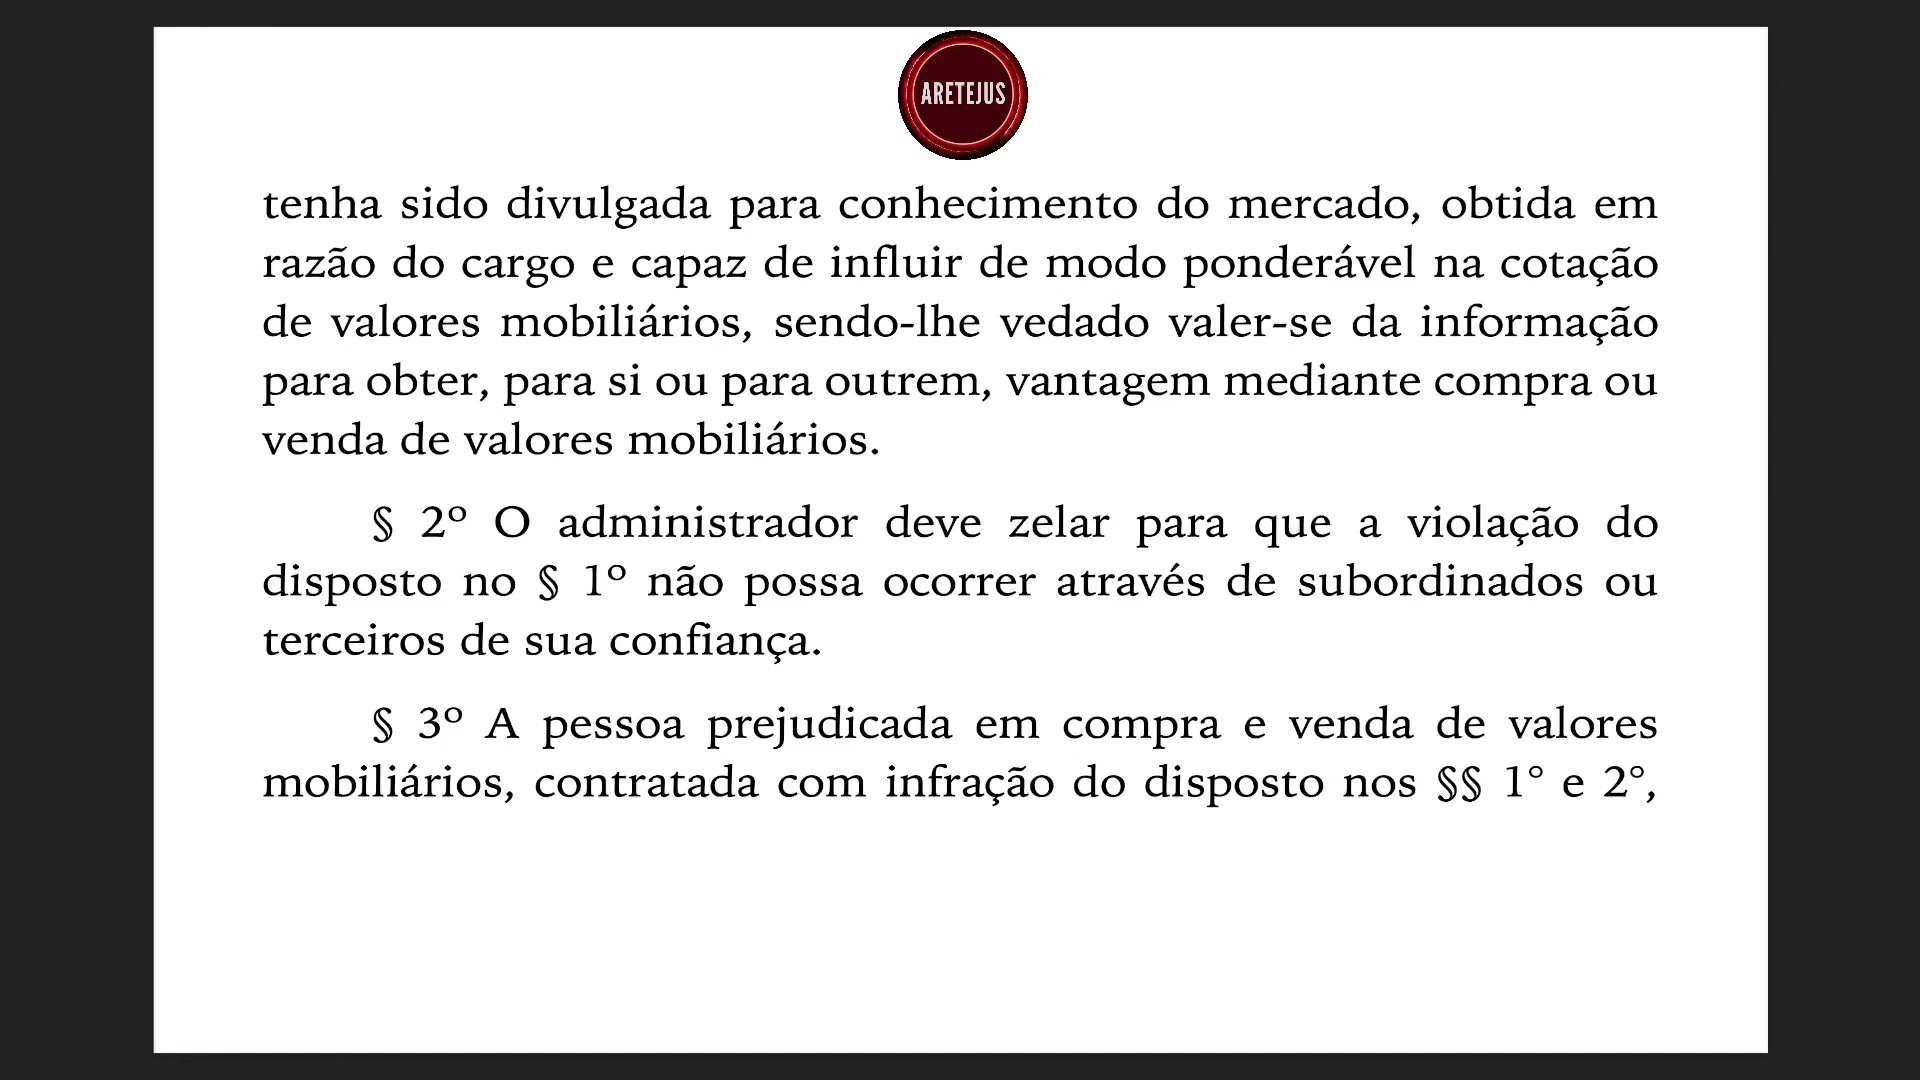 ARETEJUS
tenha sido divulgada para conhecimento do mercado, obtida em
razão do cargo e capaz de influir de modo ponderável na cotação
de valores mobiliários, sendo-lhe vedado valer-se da informação
para obter, para si ou para outrem, vantagem mediante compra ou
venda de valores mobiliários.
§ 2º O administrador deve zelar para que a violação do
disposto no § 1º não possa ocorrer através de subordinados ou
terceiros de sua confiança.
§ 3º A pessoa prejudicada em compra e venda de valores
mobiliários, contratada com infração do disposto nos §§ 1° e 2°,